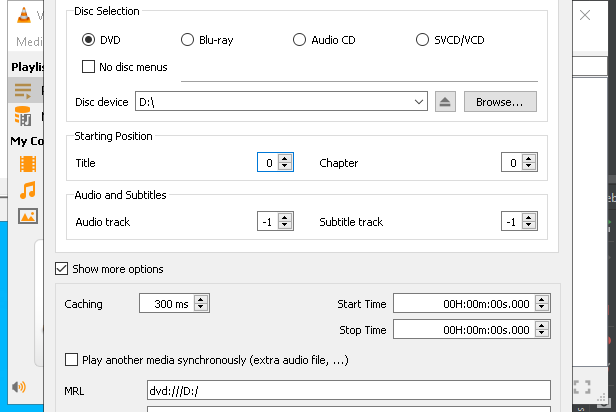 Disc Selection
DVD Blu-ray Audio CD SVCD/VCD
No disc menus
Disc device D:\ Browse...
Starting Position
Title 0 Chapter 0
Audio and Subtitles
Audio track -1 Subtitle track -1
Show more options
Caching 300 ms Start Time 00H:00m:00s.000
Stop Time 00H:00m:00s.000
Play another media synchronously (extra audio file, ...)
MRL dvd:///D:/
Medi
Playlis
My Co